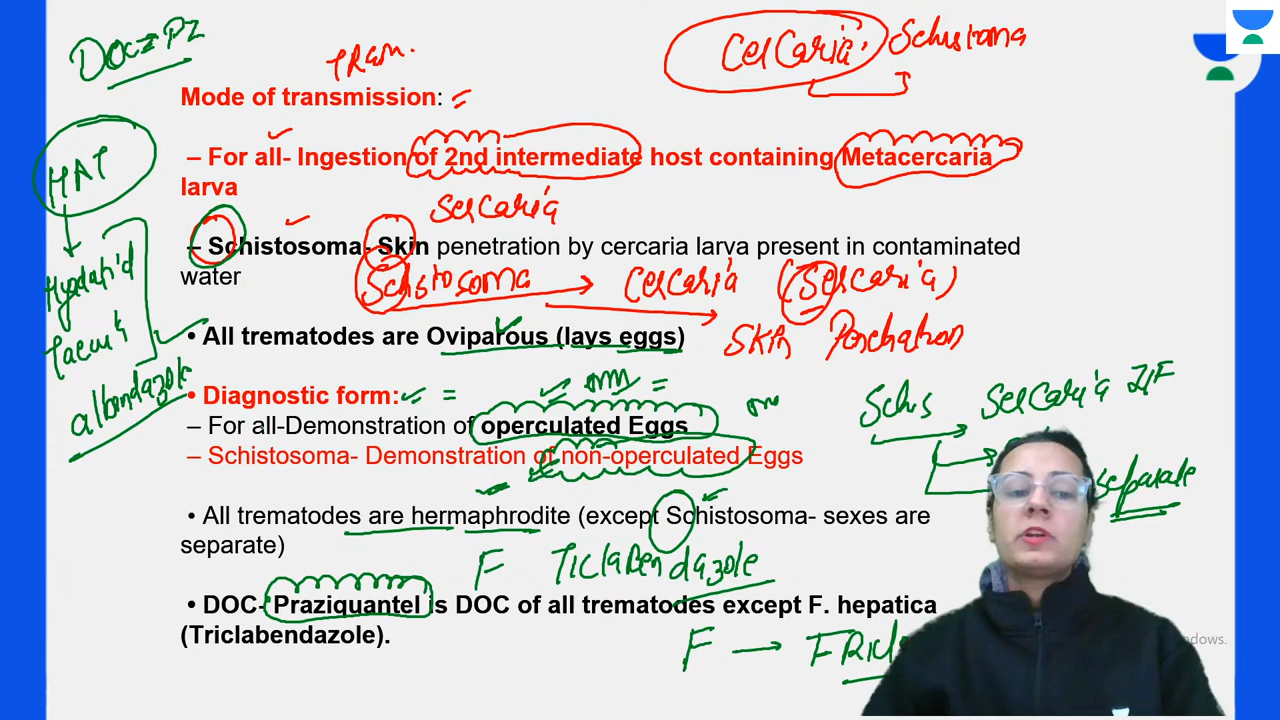 DOC = PZ
TREM.
Cercaria. Schistoma
Mode of transmission: =
– For all- Ingestion of 2nd intermediate host containing Metacercaria
larva
HAT
Sercaria
– Schistosoma- Skin penetration by cercaria larva present in contaminated
water
Hydatid
Schistosoma → Cercaria (Sercaria)
• All trematodes are Oviparous (lays eggs)
SKIN Penetration
albendazole
• Diagnostic form: =
Schis Sercaria I/F
– For all-Demonstration of operculated Eggs
– Schistosoma- Demonstration of non-operculated Eggs
separate
• All trematodes are hermaphrodite (except Schistosoma- sexes are
separate)
F TIclaBendazole
• DOC- Praziquantel is DOC of all trematodes except F. hepatica
(Triclabendazole).
F →
ndows.